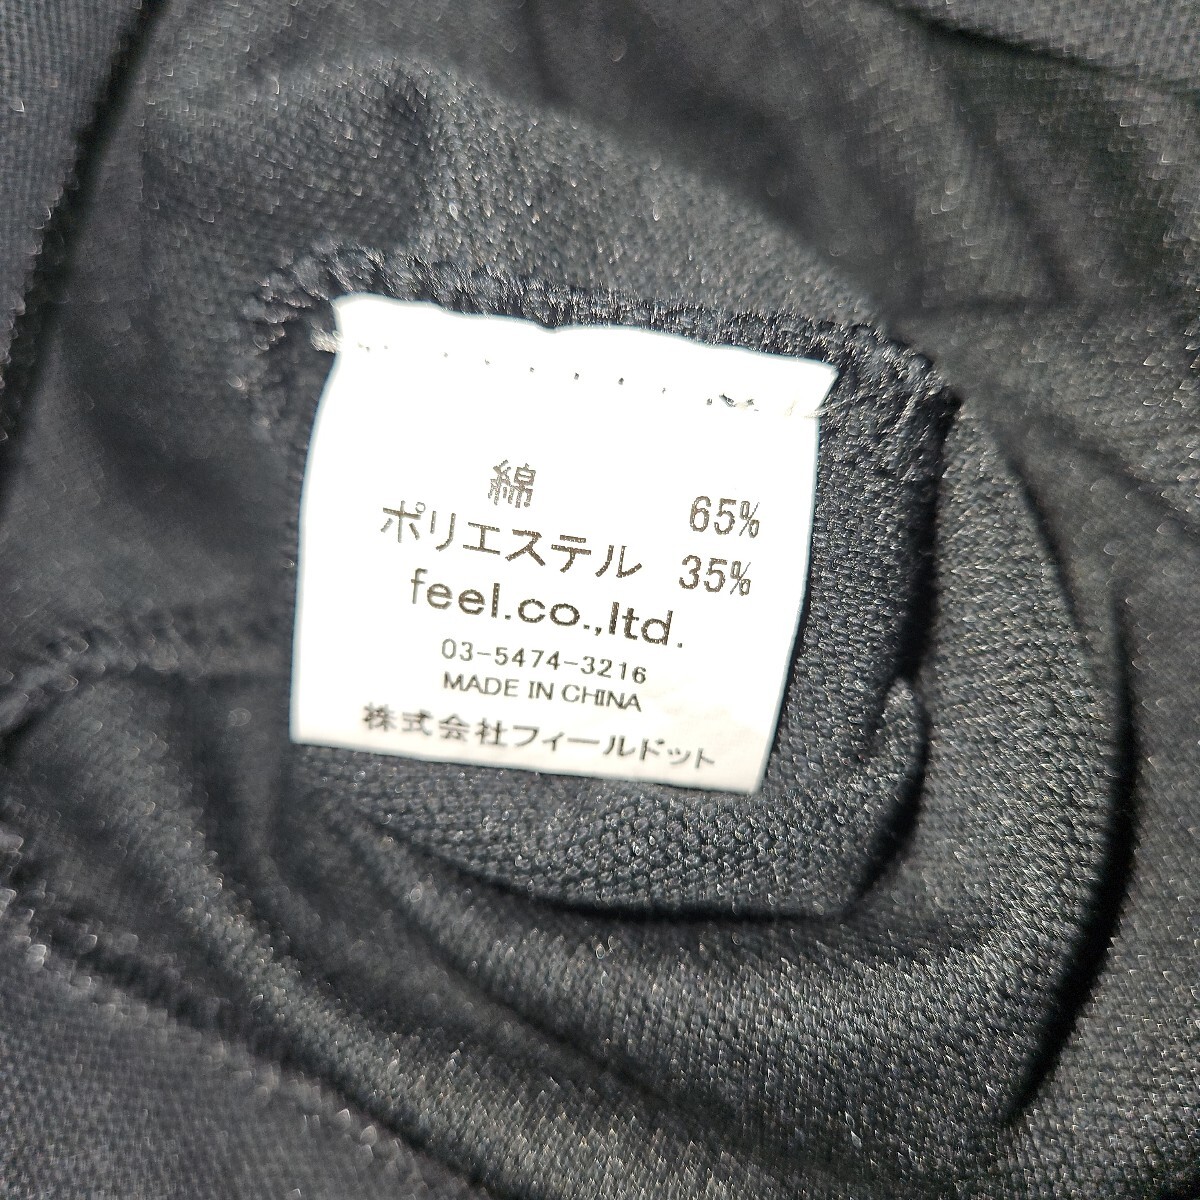 綿 65%
ポリエステル 35%
feel.co.,ltd.
03-5474-3216
MADE IN CHINA
株式会社フィールドット